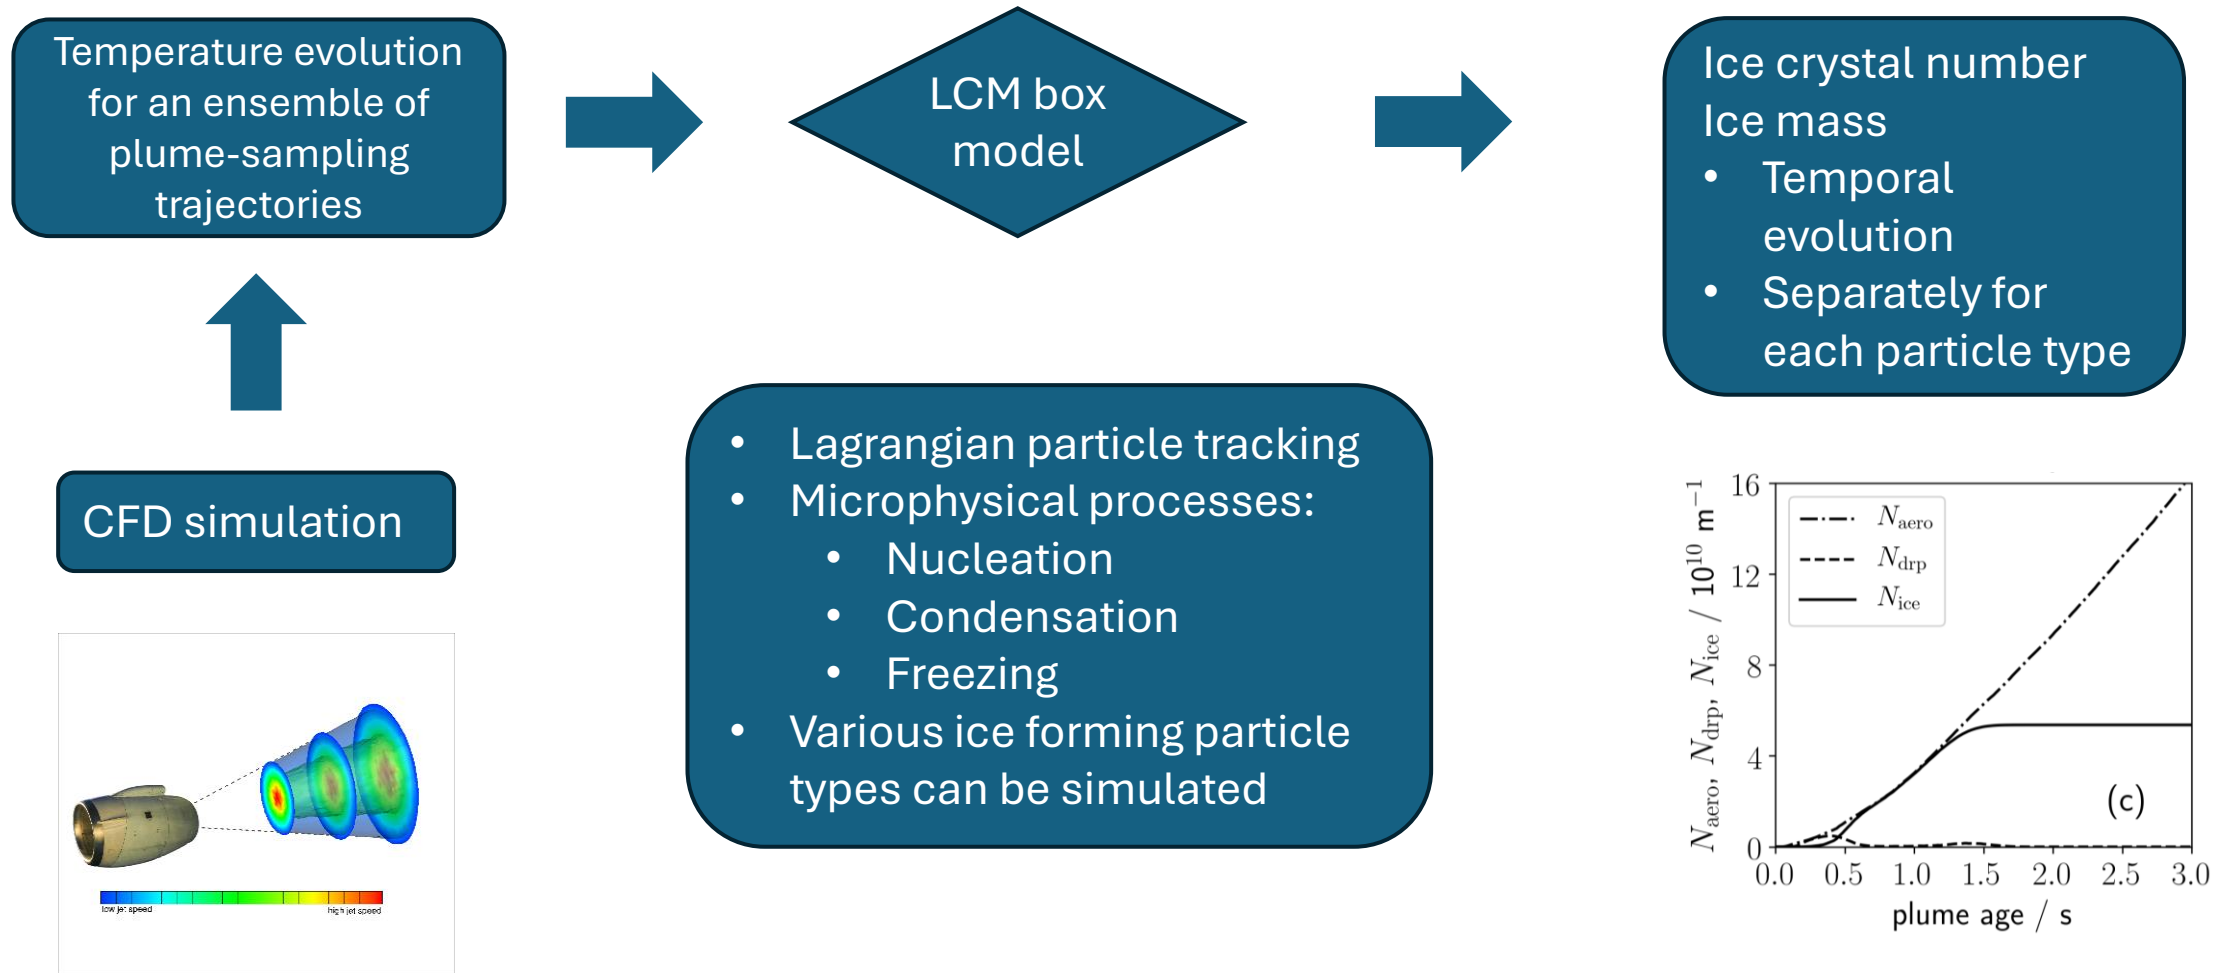 Temperature evolution
for an ensemble of
plume-sampling
trajectories
LCM box
model
Ice crystal number
Ice mass
• Temporal
evolution
• Separately for
each particle type
CFD simulation
• Lagrangian particle tracking
• Microphysical processes:
• Nucleation
• Condensation
• Freezing
• Various ice forming particle
types can be simulated
low jet speed
high jet speed
N_aero, N_drp, N_ice / 10^10 m^−1
16
12
8
4
0
N_aero
N_drp
N_ice
(c)
0.0 0.5 1.0 1.5 2.0 2.5 3.0
plume age / s